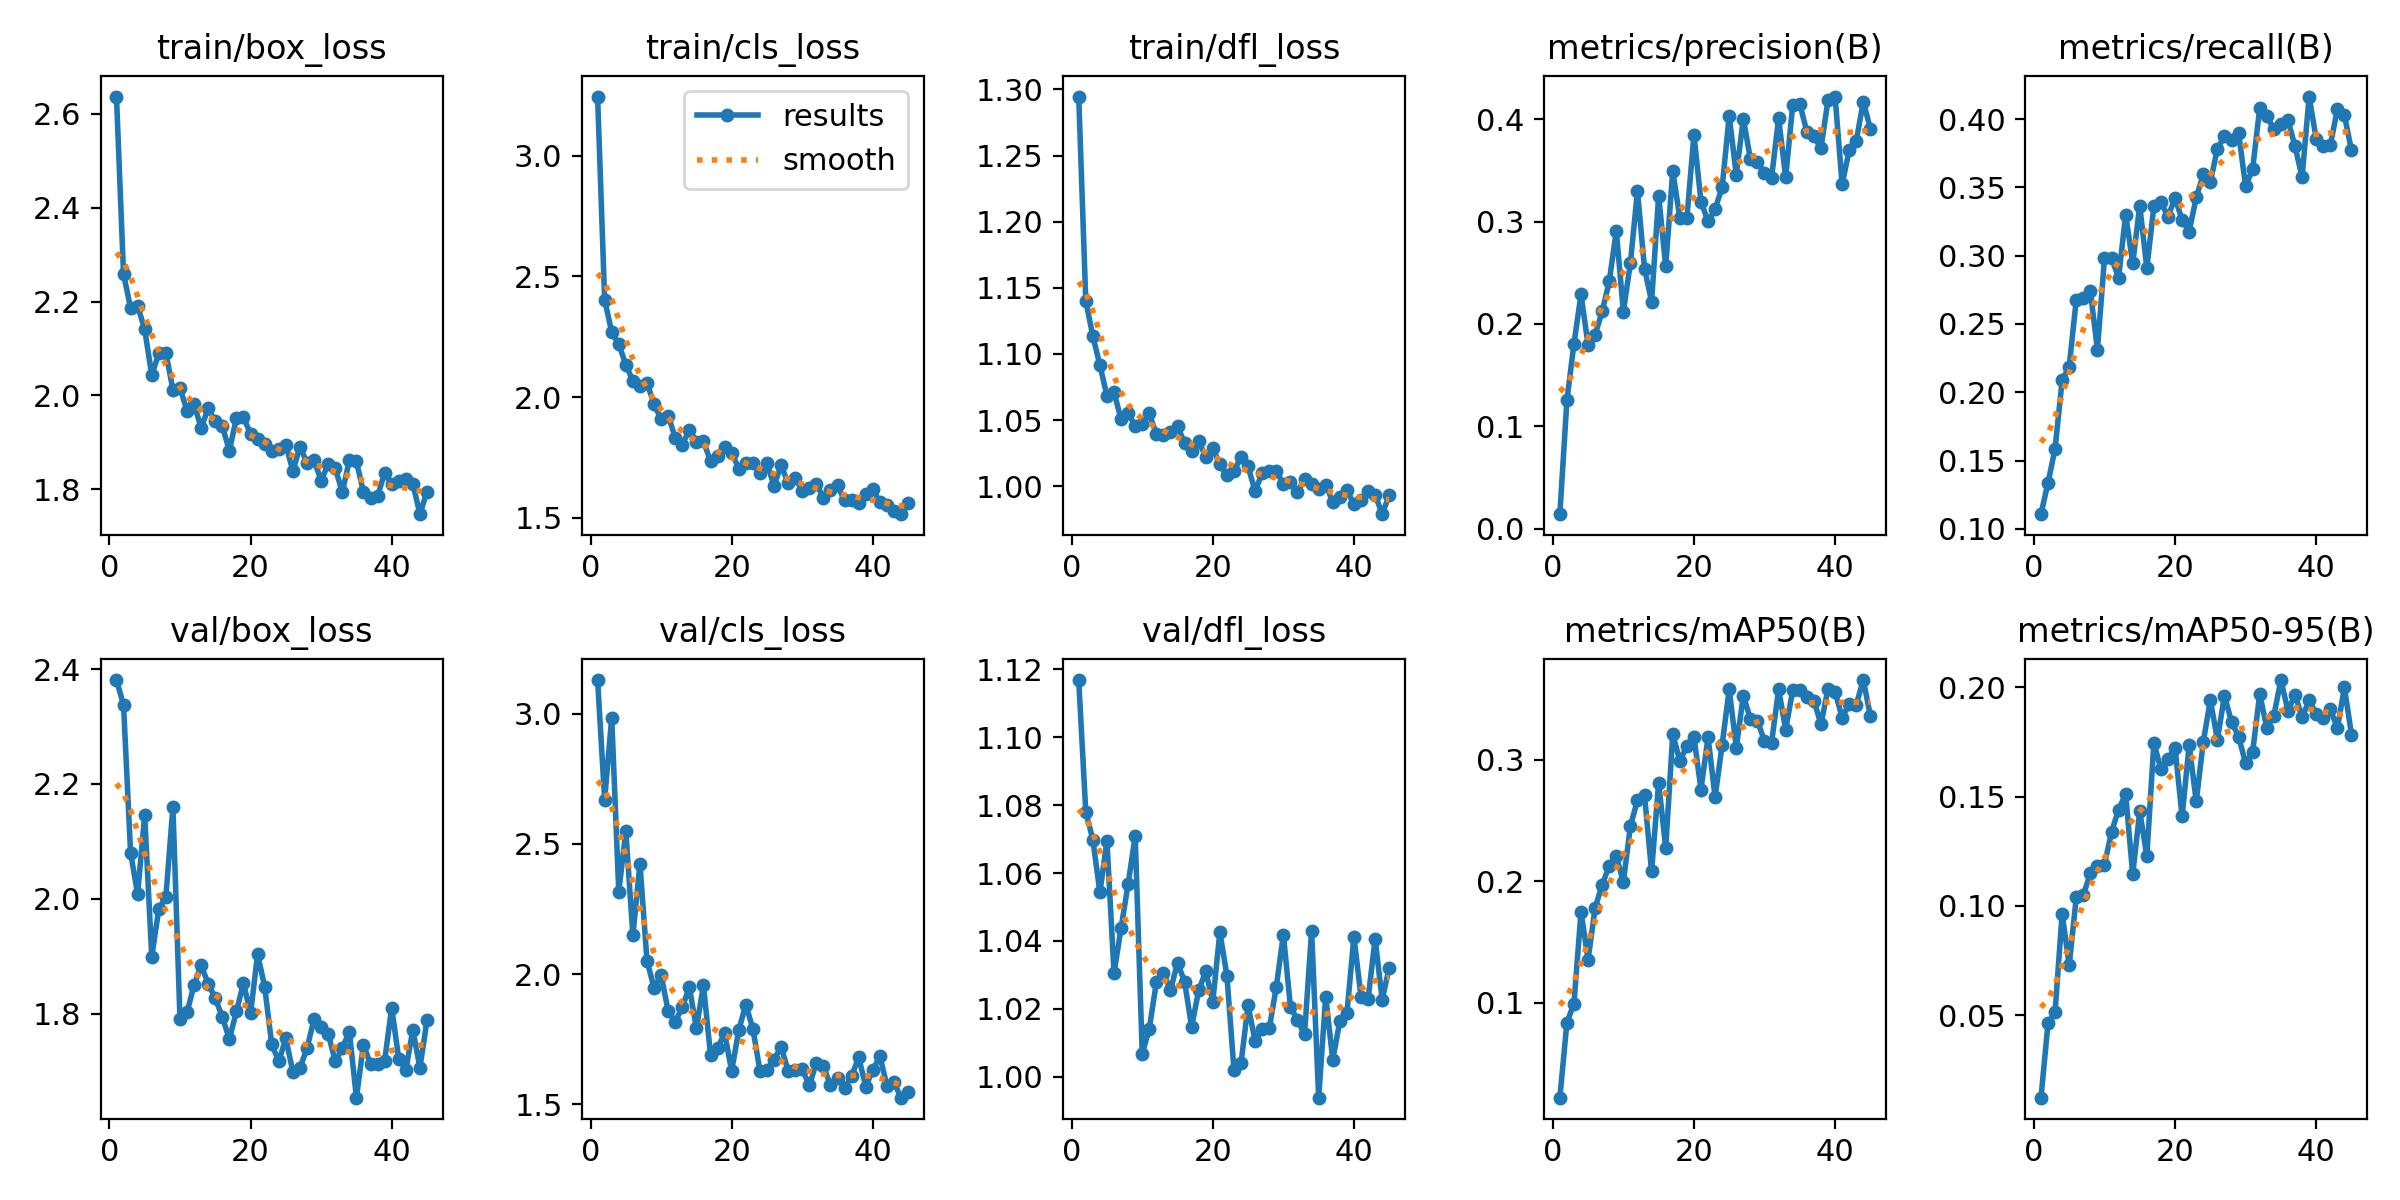 train/box_loss
train/cls_loss
train/dfl_loss
metrics/precision(B)
metrics/recall(B)
2.6
2.4
2.2
2.0
1.8
0 20 40
3.0
2.5
2.0
1.5
0 20 40
results
smooth
1.30
1.25
1.20
1.15
1.10
1.05
1.00
0 20 40
0.4
0.3
0.2
0.1
0.0
0 20 40
0.40
0.35
0.30
0.25
0.20
0.15
0.10
0 20 40
val/box_loss
val/cls_loss
val/dfl_loss
metrics/mAP50(B)
metrics/mAP50-95(B)
2.4
2.2
2.0
1.8
0 20 40
3.0
2.5
2.0
1.5
0 20 40
1.12
1.10
1.08
1.06
1.04
1.02
1.00
0 20 40
0.3
0.2
0.1
0 20 40
0.20
0.15
0.10
0.05
0 20 40